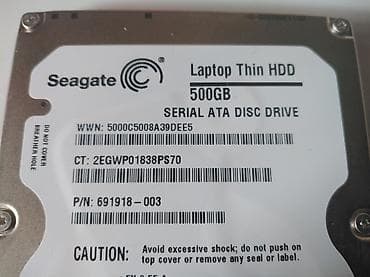 Seagate
Laptop Thin HDD
500GB
SERIAL ATA DISC DRIVE
DO NOT COVER
BREATHER HOLE
WWN: 5000C5008A39DEE5
CT: 2EGWP01838PS70
P/N: 691918-003
CAUTION: Avoid excessive shock; do not push on
top or remove any seal or label.